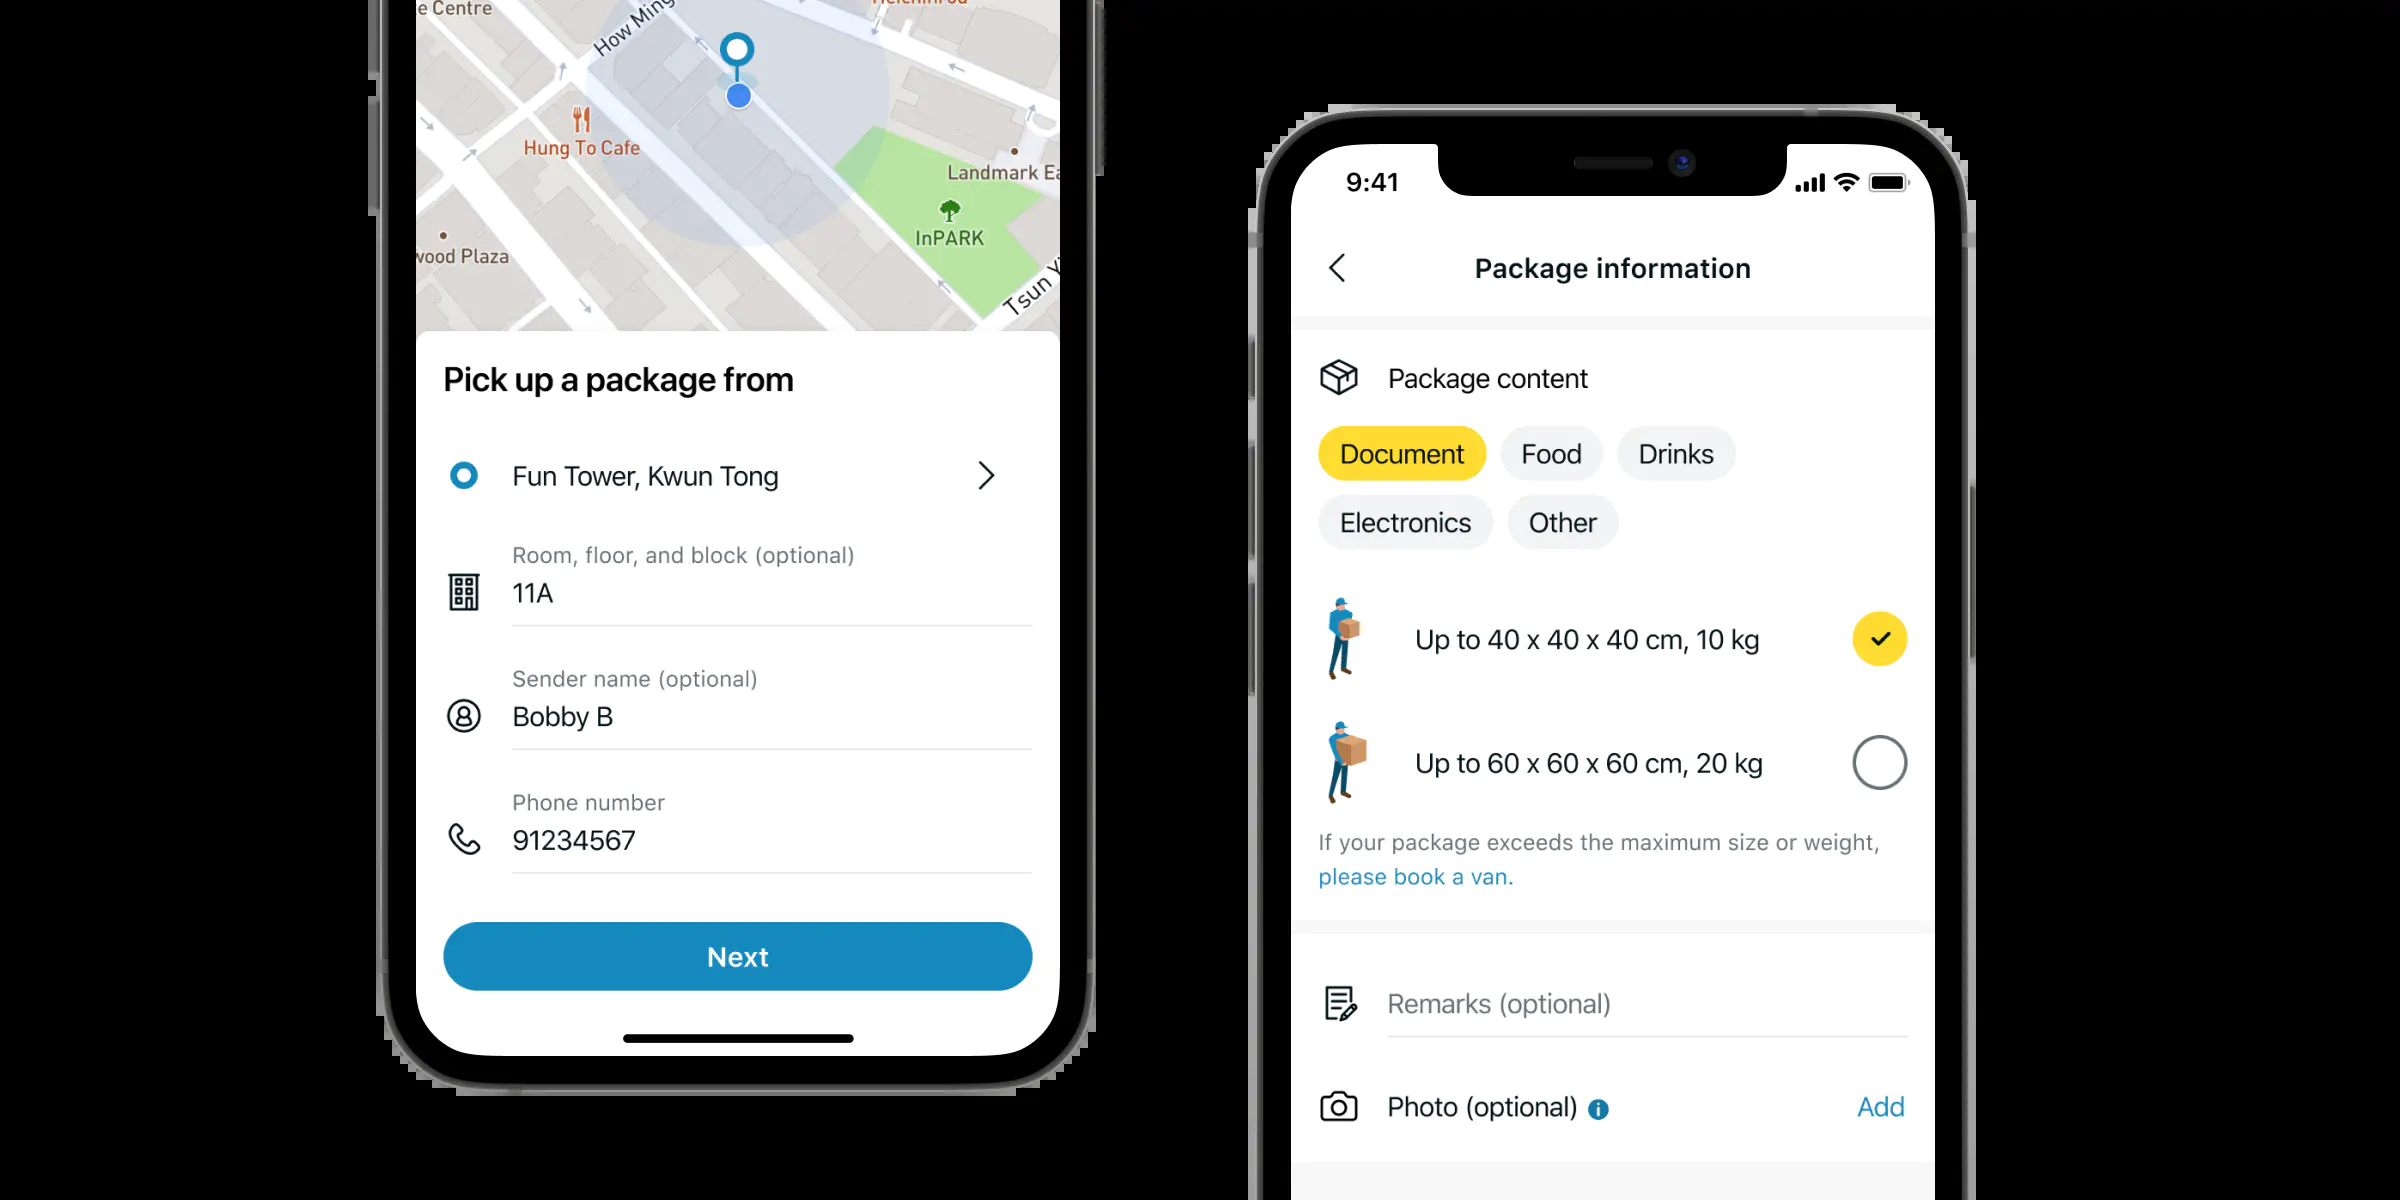 Centre
How Ming
Hung To Cafe
Landmark
InPARK
Plaza
Tsun
Pick up a package from
Fun Tower, Kwun Tong
Room, floor, and block (optional)
11A
Sender name (optional)
Bobby B
Phone number
91234567
Next
9:41
Package information
Package content
Document Food Drinks
Electronics Other
Up to 40 x 40 x 40 cm, 10 kg
Up to 60 x 60 x 60 cm, 20 kg
If your package exceeds the maximum size or weight,
please book a van.
Remarks (optional)
Photo (optional) Add